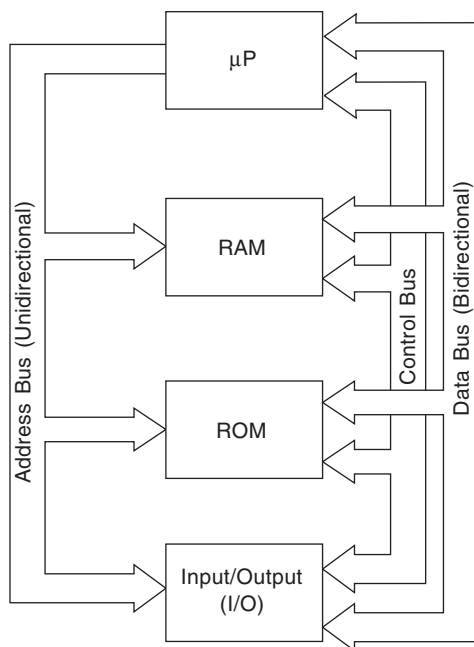 μP
RAM
ROM
Input/Output
(I/O)
Address Bus (Unidirectional)
Control Bus
Data Bus (Bidirectional)